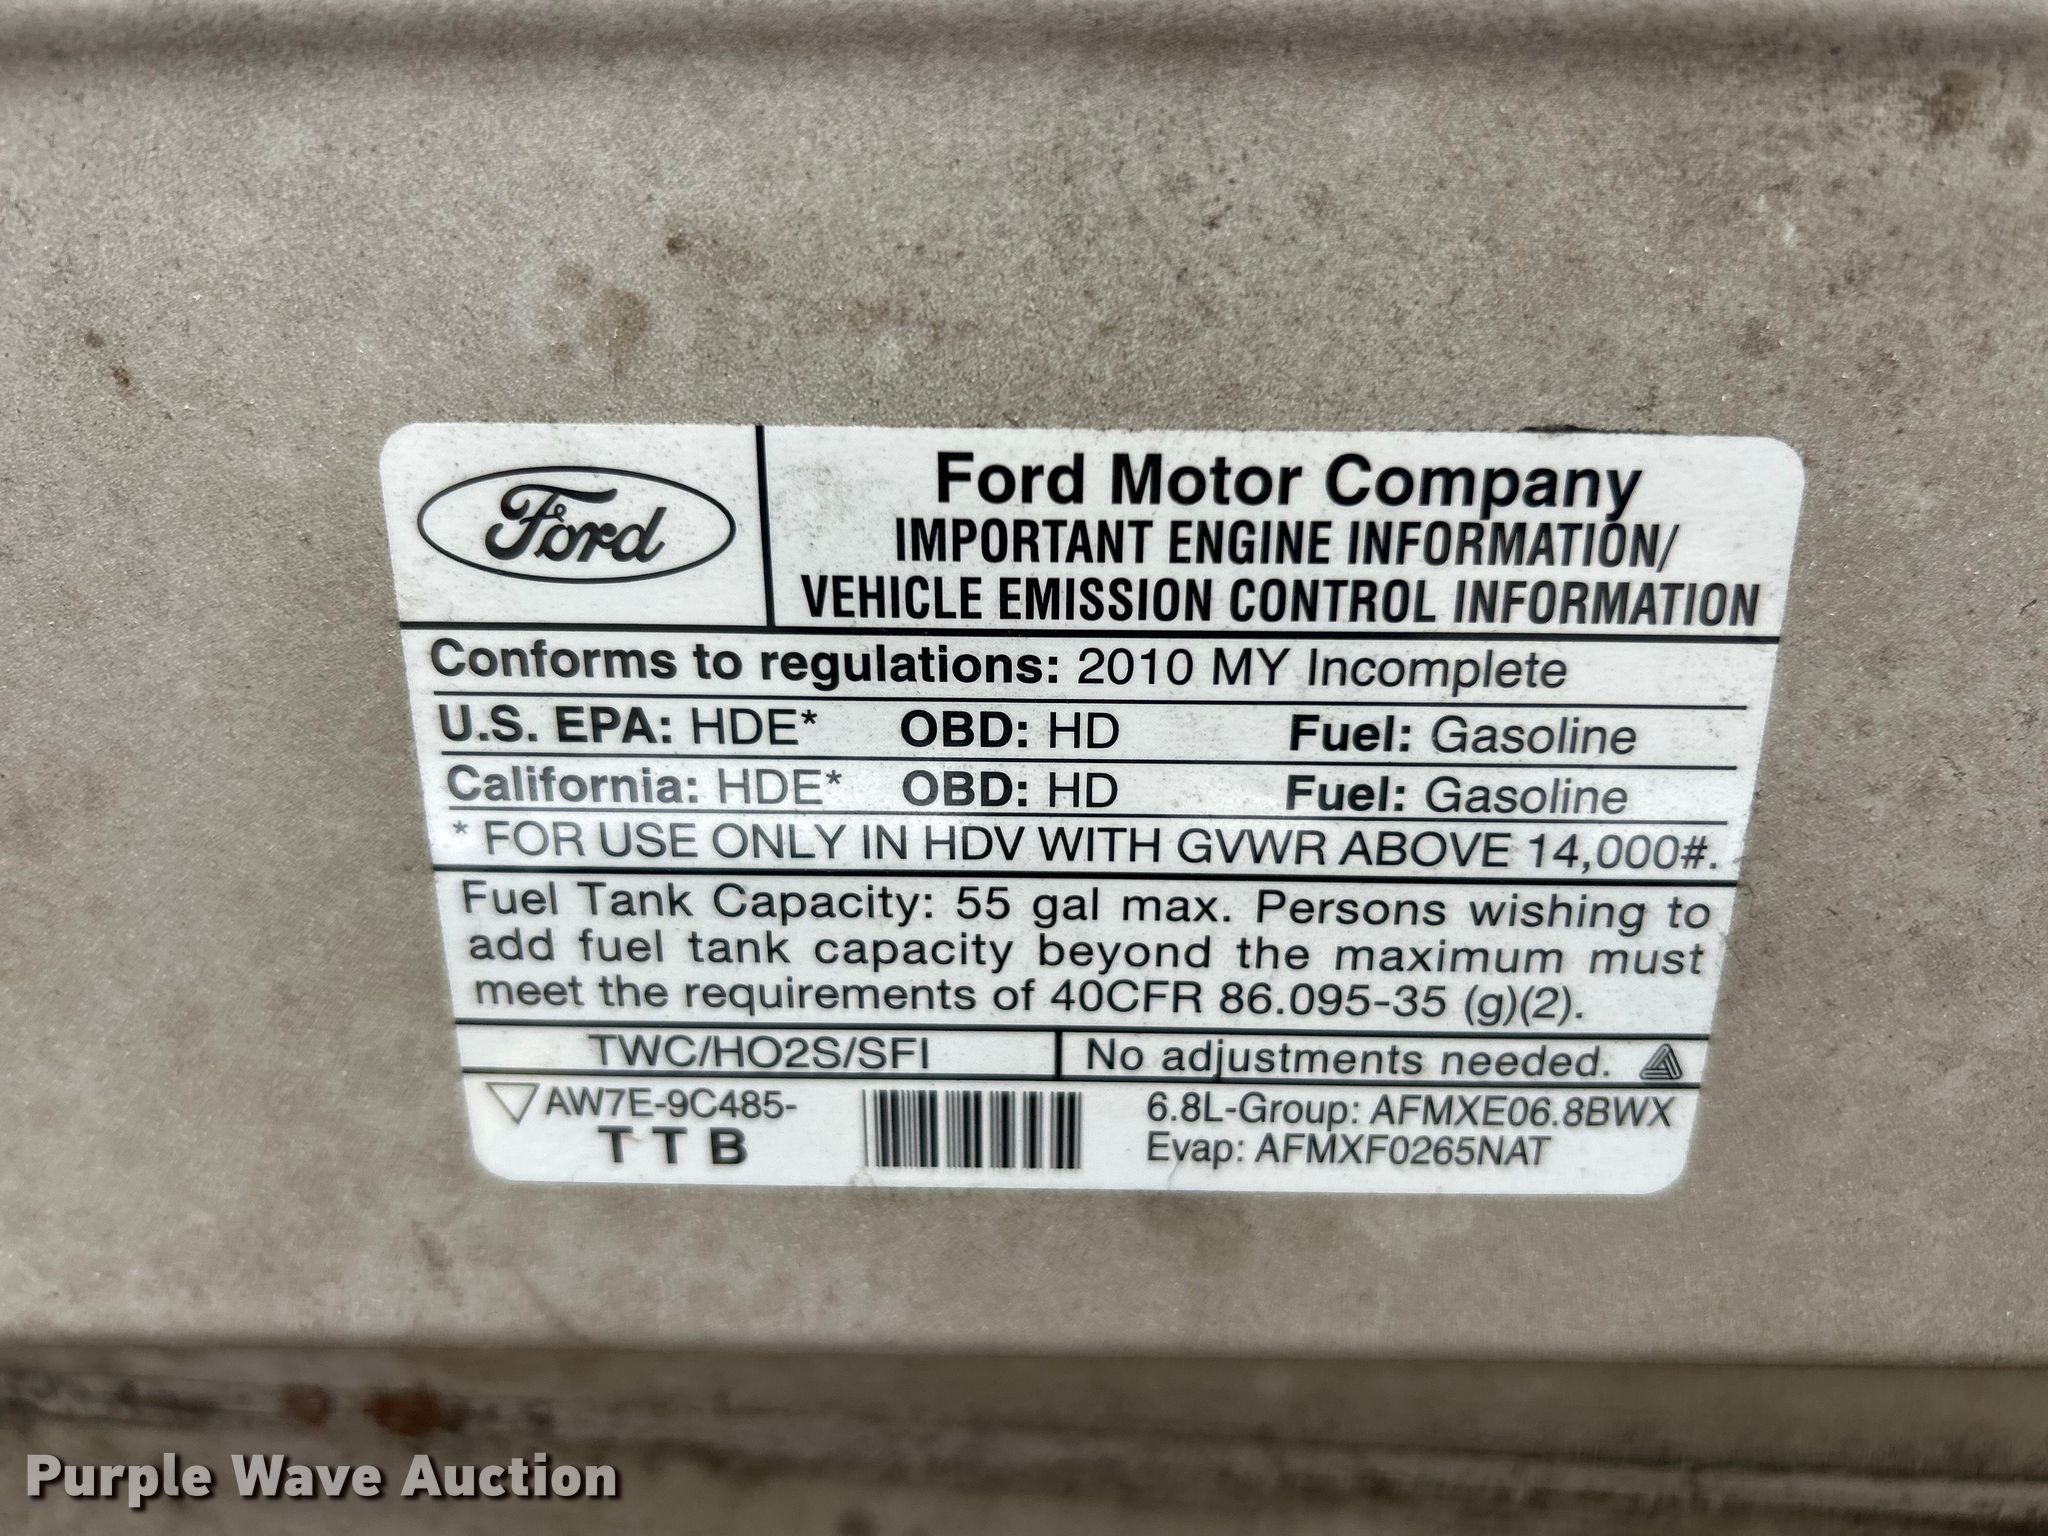 Ford
Ford Motor Company
IMPORTANT ENGINE INFORMATION/
VEHICLE EMISSION CONTROL INFORMATION
Conforms to regulations: 2010 MY Incomplete
U.S. EPA: HDE* OBD: HD Fuel: Gasoline
California: HDE* OBD: HD Fuel: Gasoline
* FOR USE ONLY IN HDV WITH GVWR ABOVE 14,000#.
Fuel Tank Capacity: 55 gal max. Persons wishing to
add fuel tank capacity beyond the maximum must
meet the requirements of 40CFR 86.095-35 (g)(2).
TWC/HO2S/SFI No adjustments needed.
AW7E-9C485-
TTB
6.8L-Group: AFMXE06.8BWX
Evap: AFMXF0265NAT
Purple Wave Auction